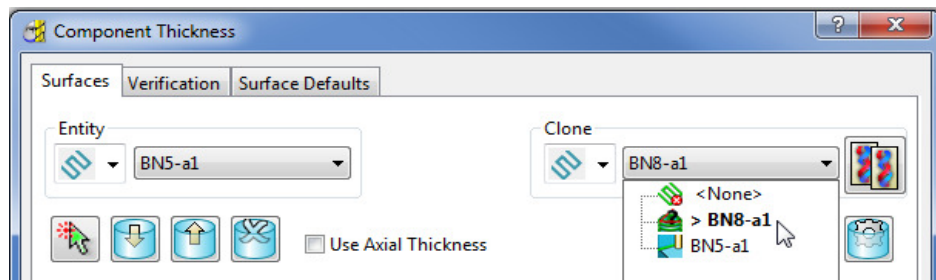 Component Thickness
?
X
Surfaces Verification Surface Defaults
Entity Clone
BN5-a1 BN8-a1
<None>
> BN8-a1
Use Axial Thickness BN5-a1